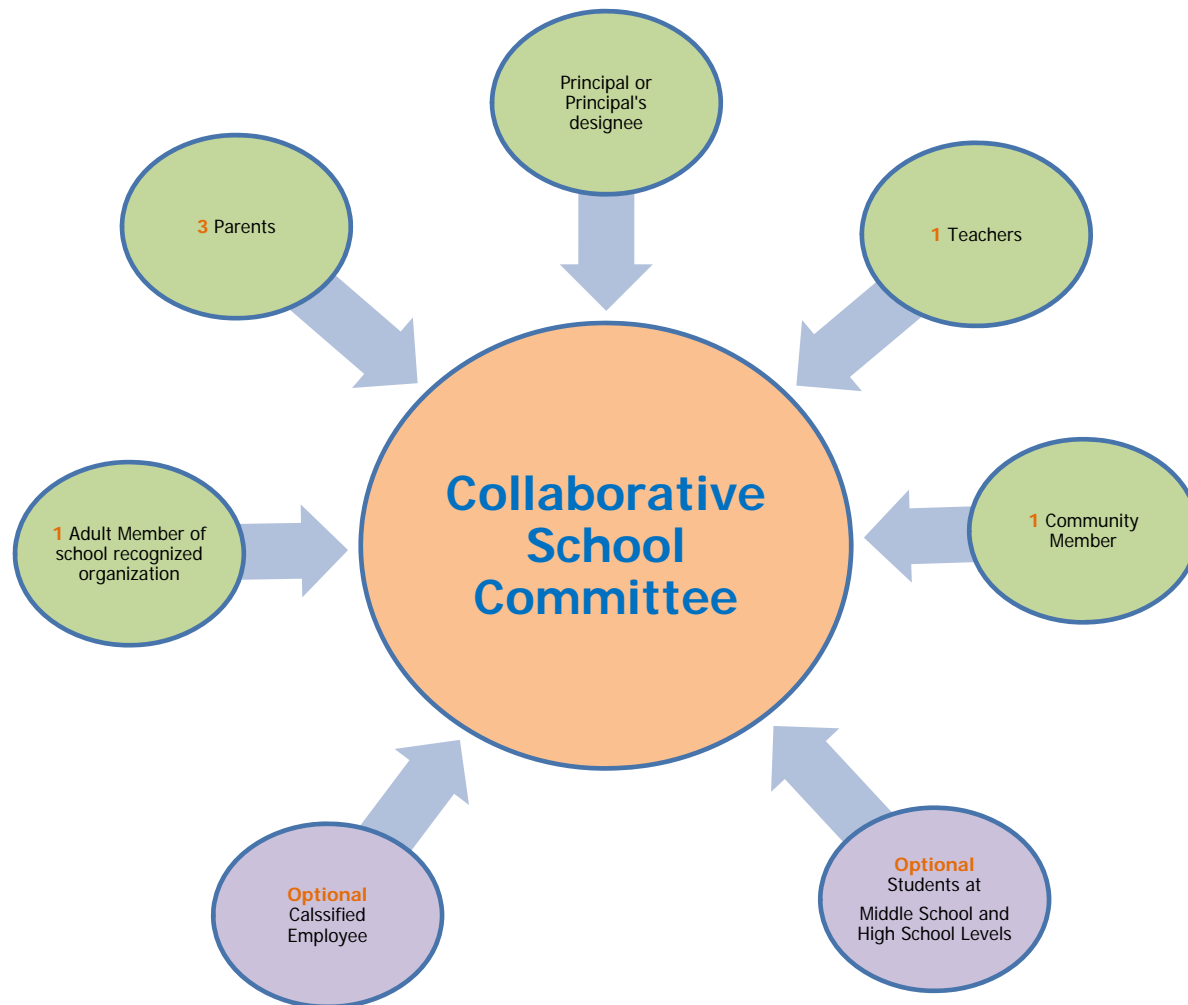 Principal or
Principal's
designee
3 Parents
1 Teachers
Collaborative
School
Committee
1 Adult Member of
school recognized
organization
1 Community
Member
Optional
Calssified
Employee
Optional
Students at
Middle School and
High School Levels